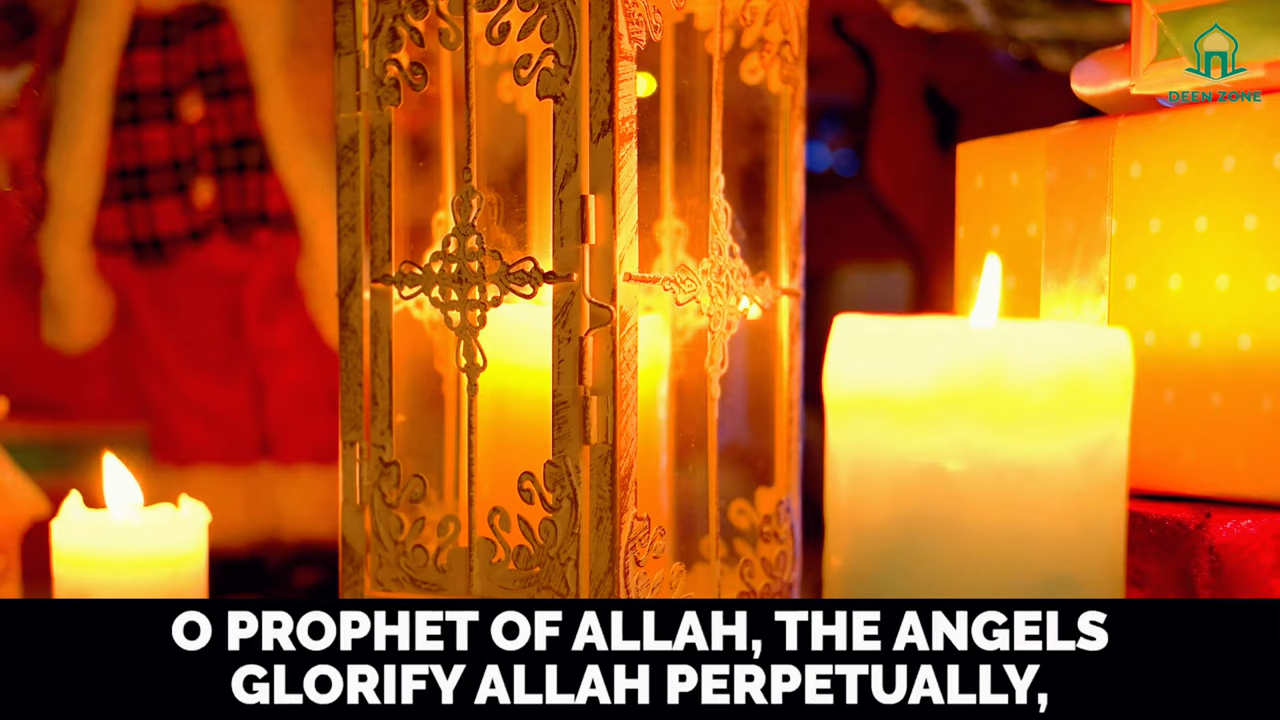 DEEN ZONE
O PROPHET OF ALLAH, THE ANGELS
GLORIFY ALLAH PERPETUALLY,